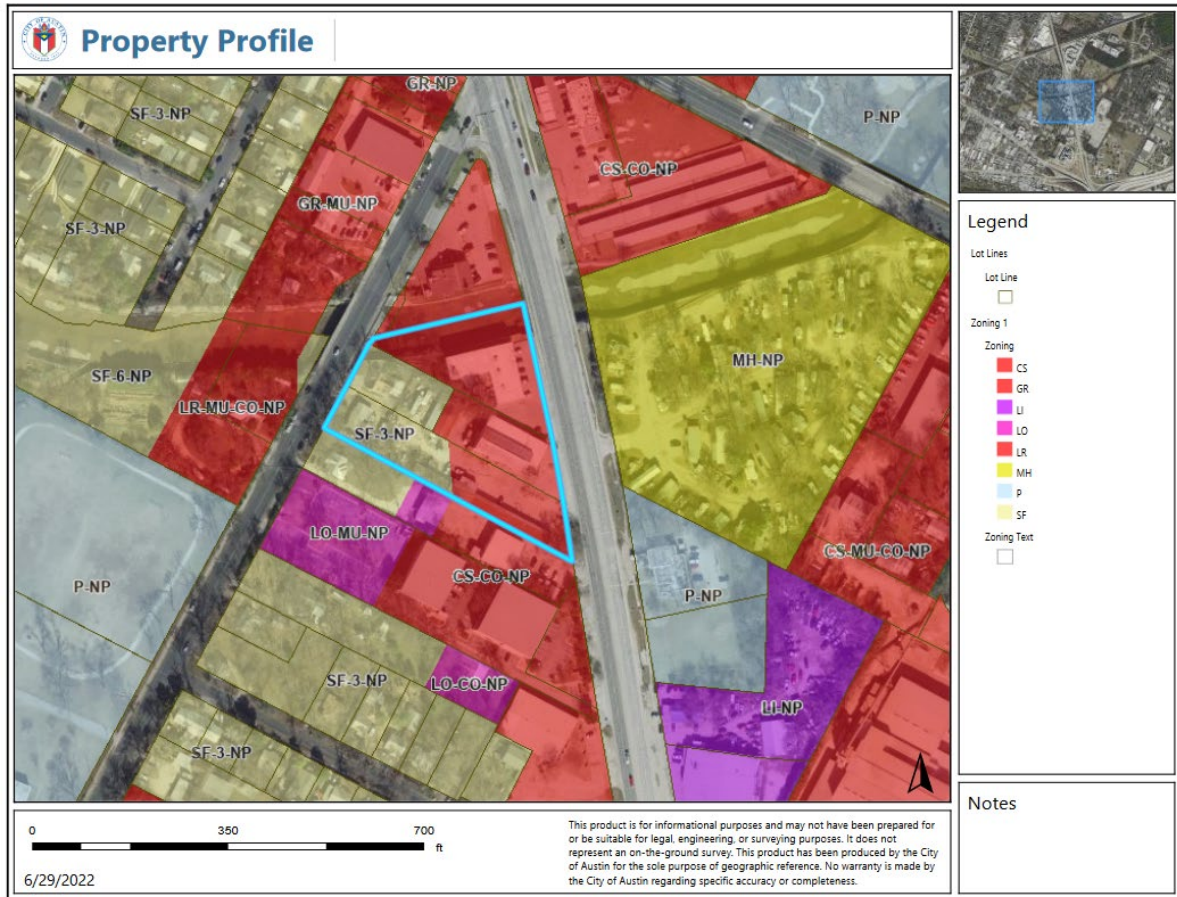 CITY OF AUSTIN
Property Profile
GR-NP
SF-3-NP
P-NP
CS-CO-NP
GR-MU-NP
SF-3-NP
MH-NP
SF-6-NP
LR-MU-CO-NP
SF-3-NP
LO-MU-NP
CS-MU-CO-NP
CS-CO-NP
P-NP
P-NP
SF-3-NP
LO-CO-NP
LI-NP
SF-3-NP
Legend
Lot Lines
Lot Line
Zoning 1
Zoning
CS
GR
LI
LO
LR
MH
P
SF
Zoning Text
Notes
0 350 700
ft
6/29/2022
This product is for informational purposes and may not have been prepared for
or be suitable for legal, engineering, or surveying purposes. It does not
represent an on-the-ground survey. This product has been produced by the City
of Austin for the sole purpose of geographic reference. No warranty is made by
the City of Austin regarding specific accuracy or completeness.